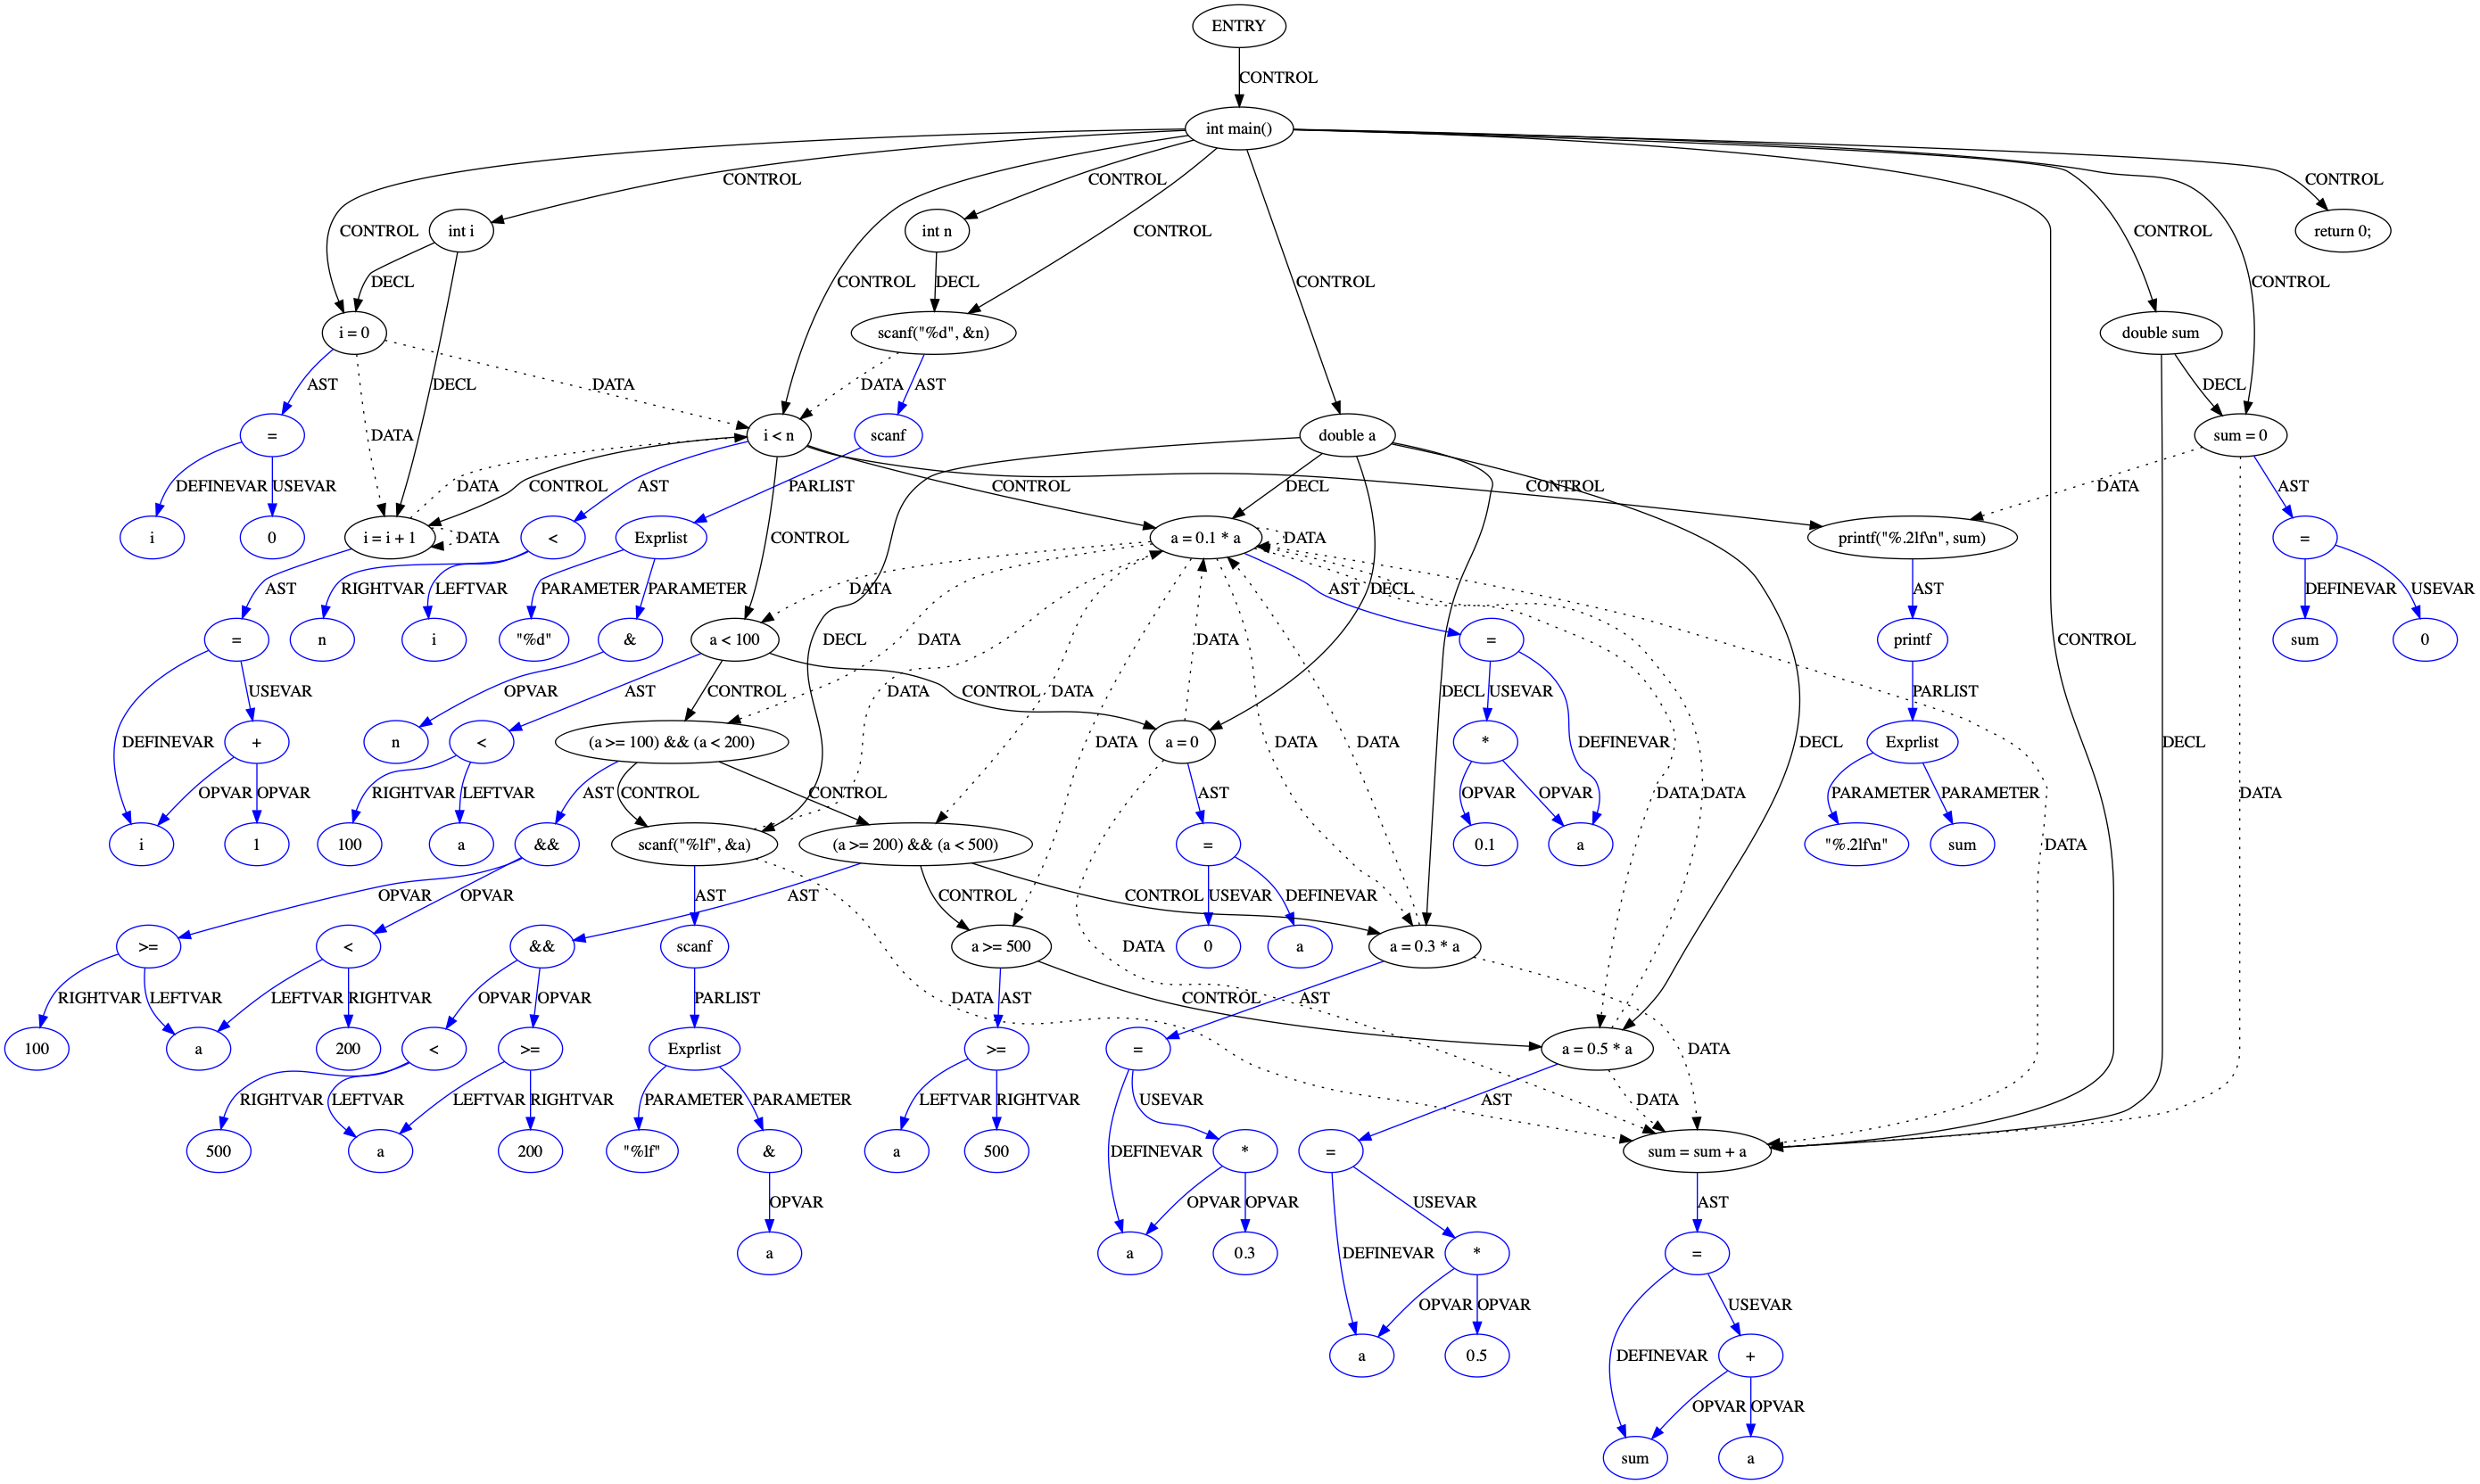 ENTRY
CONTROL
int main()
CONTROL
CONTROL
CONTROL
CONTROL
int i
int n
return 0;
CONTROL
CONTROL
CONTROL
DECL
DECL
CONTROL
CONTROL
CONTROL
i = 0
scanf("%d", &n)
double sum
AST
DECL
DATA
DATA
AST
DECL
=
i < n
scanf
double a
sum = 0
DEFINEVAR
USEVAR
DATA
DATA
CONTROL
AST
PARLIST
CONTROL
DECL
CONTROL
DATA
AST
i
0
i = i + 1
DATA
<
Exprlist
CONTROL
a = 0.1 * a
DATA
printf("%.2lf\n", sum)
=
AST
RIGHTVAR
LEFTVAR
PARAMETER
PARAMETER
DATA
AST
DECL
AST
DEFINEVAR
USEVAR
=
n
i
"%d"
&
a < 100
DECL
DATA
DATA
=
printf
CONTROL
sum
0
USEVAR
OPVAR
AST
CONTROL
DATA
CONTROL
DATA
DECL
USEVAR
PARLIST
DEFINEVAR
+
n
<
(a >= 100) && (a < 200)
DATA
a = 0
DATA
DATA
*
DEFINEVAR
DECL
Exprlist
DECL
OPVAR
OPVAR
RIGHTVAR
LEFTVAR
AST
CONTROL
CONTROL
AST
DATA
DATA
OPVAR
OPVAR
PARAMETER
PARAMETER
DATA
i
1
100
a
&&
scanf("%lf", &a)
(a >= 200) && (a < 500)
=
0.1
a
"%.2lf\n"
sum
DATA
OPVAR
OPVAR
AST
AST
CONTROL
CONTROL
USEVAR
DEFINEVAR
>=
<
&&
scanf
a >= 500
DATA
0
a
a = 0.3 * a
RIGHTVAR
LEFTVAR
LEFTVAR
RIGHTVAR
OPVAR
OPVAR
PARLIST
DATA
AST
CONTROL
AST
100
a
200
<
>=
Exprlist
>=
=
a = 0.5 * a
DATA
RIGHTVAR
LEFTVAR
LEFTVAR
RIGHTVAR
PARAMETER
PARAMETER
LEFTVAR
RIGHTVAR
USEVAR
AST
DATA
500
a
200
"%lf"
&
a
500
DEFINEVAR
*
=
sum = sum + a
OPVAR
OPVAR
OPVAR
USEVAR
AST
a
a
0.3
DEFINEVAR
*
=
OPVAR
OPVAR
USEVAR
a
0.5
DEFINEVAR
+
OPVAR
OPVAR
sum
a